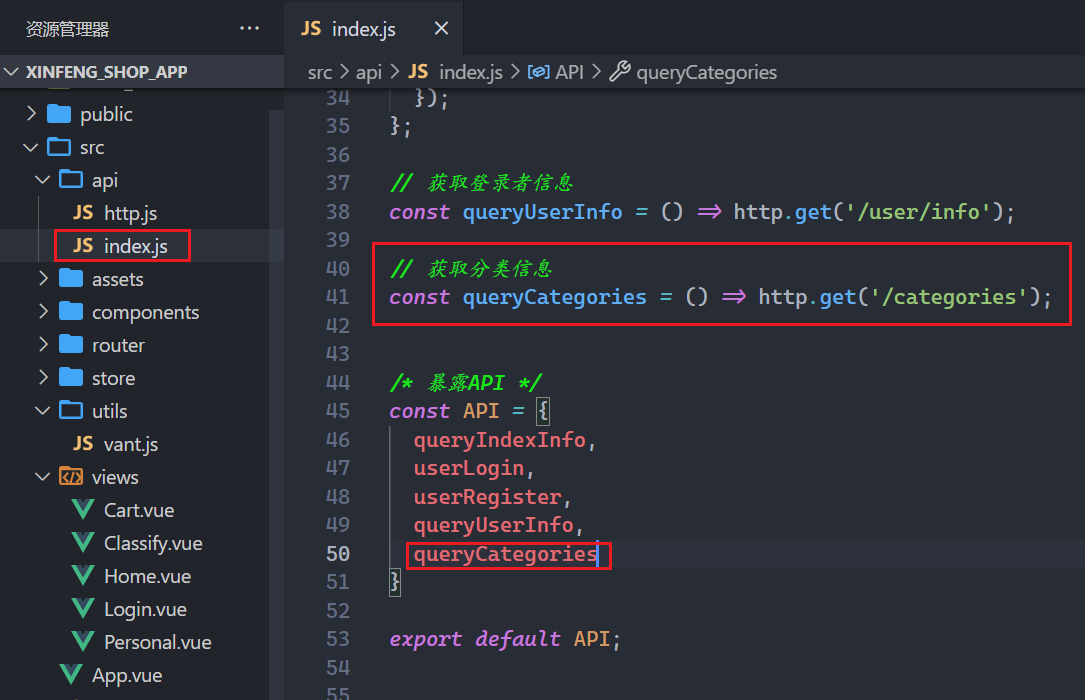 资源管理器
XINFENG_SHOP_APP
public
src
api
JS http.js
JS index.js
assets
components
router
store
utils
JS vant.js
views
Cart.vue
Classify.vue
Home.vue
Login.vue
Personal.vue
App.vue
JS index.js
src > api > JS index.js > API > queryCategories
34 });
35 };
36
37 // 获取登录者信息
38 const queryUserInfo = () => http.get('/user/info');
39
40 // 获取分类信息
41 const queryCategories = () => http.get('/categories');
42
43
44 /* 暴露API */
45 const API = {
46 queryIndexInfo,
47 userLogin,
48 userRegister,
49 queryUserInfo,
50 queryCategories
51 }
52
53 export default API;
54
55